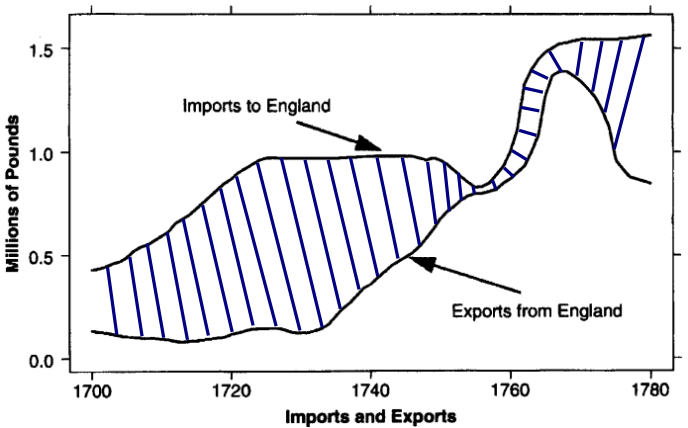 1.5
Imports to England
1.0
Millions of Pounds
0.5
Exports from England
0.0
1700
1720
1740
1760
1780
Imports and Exports